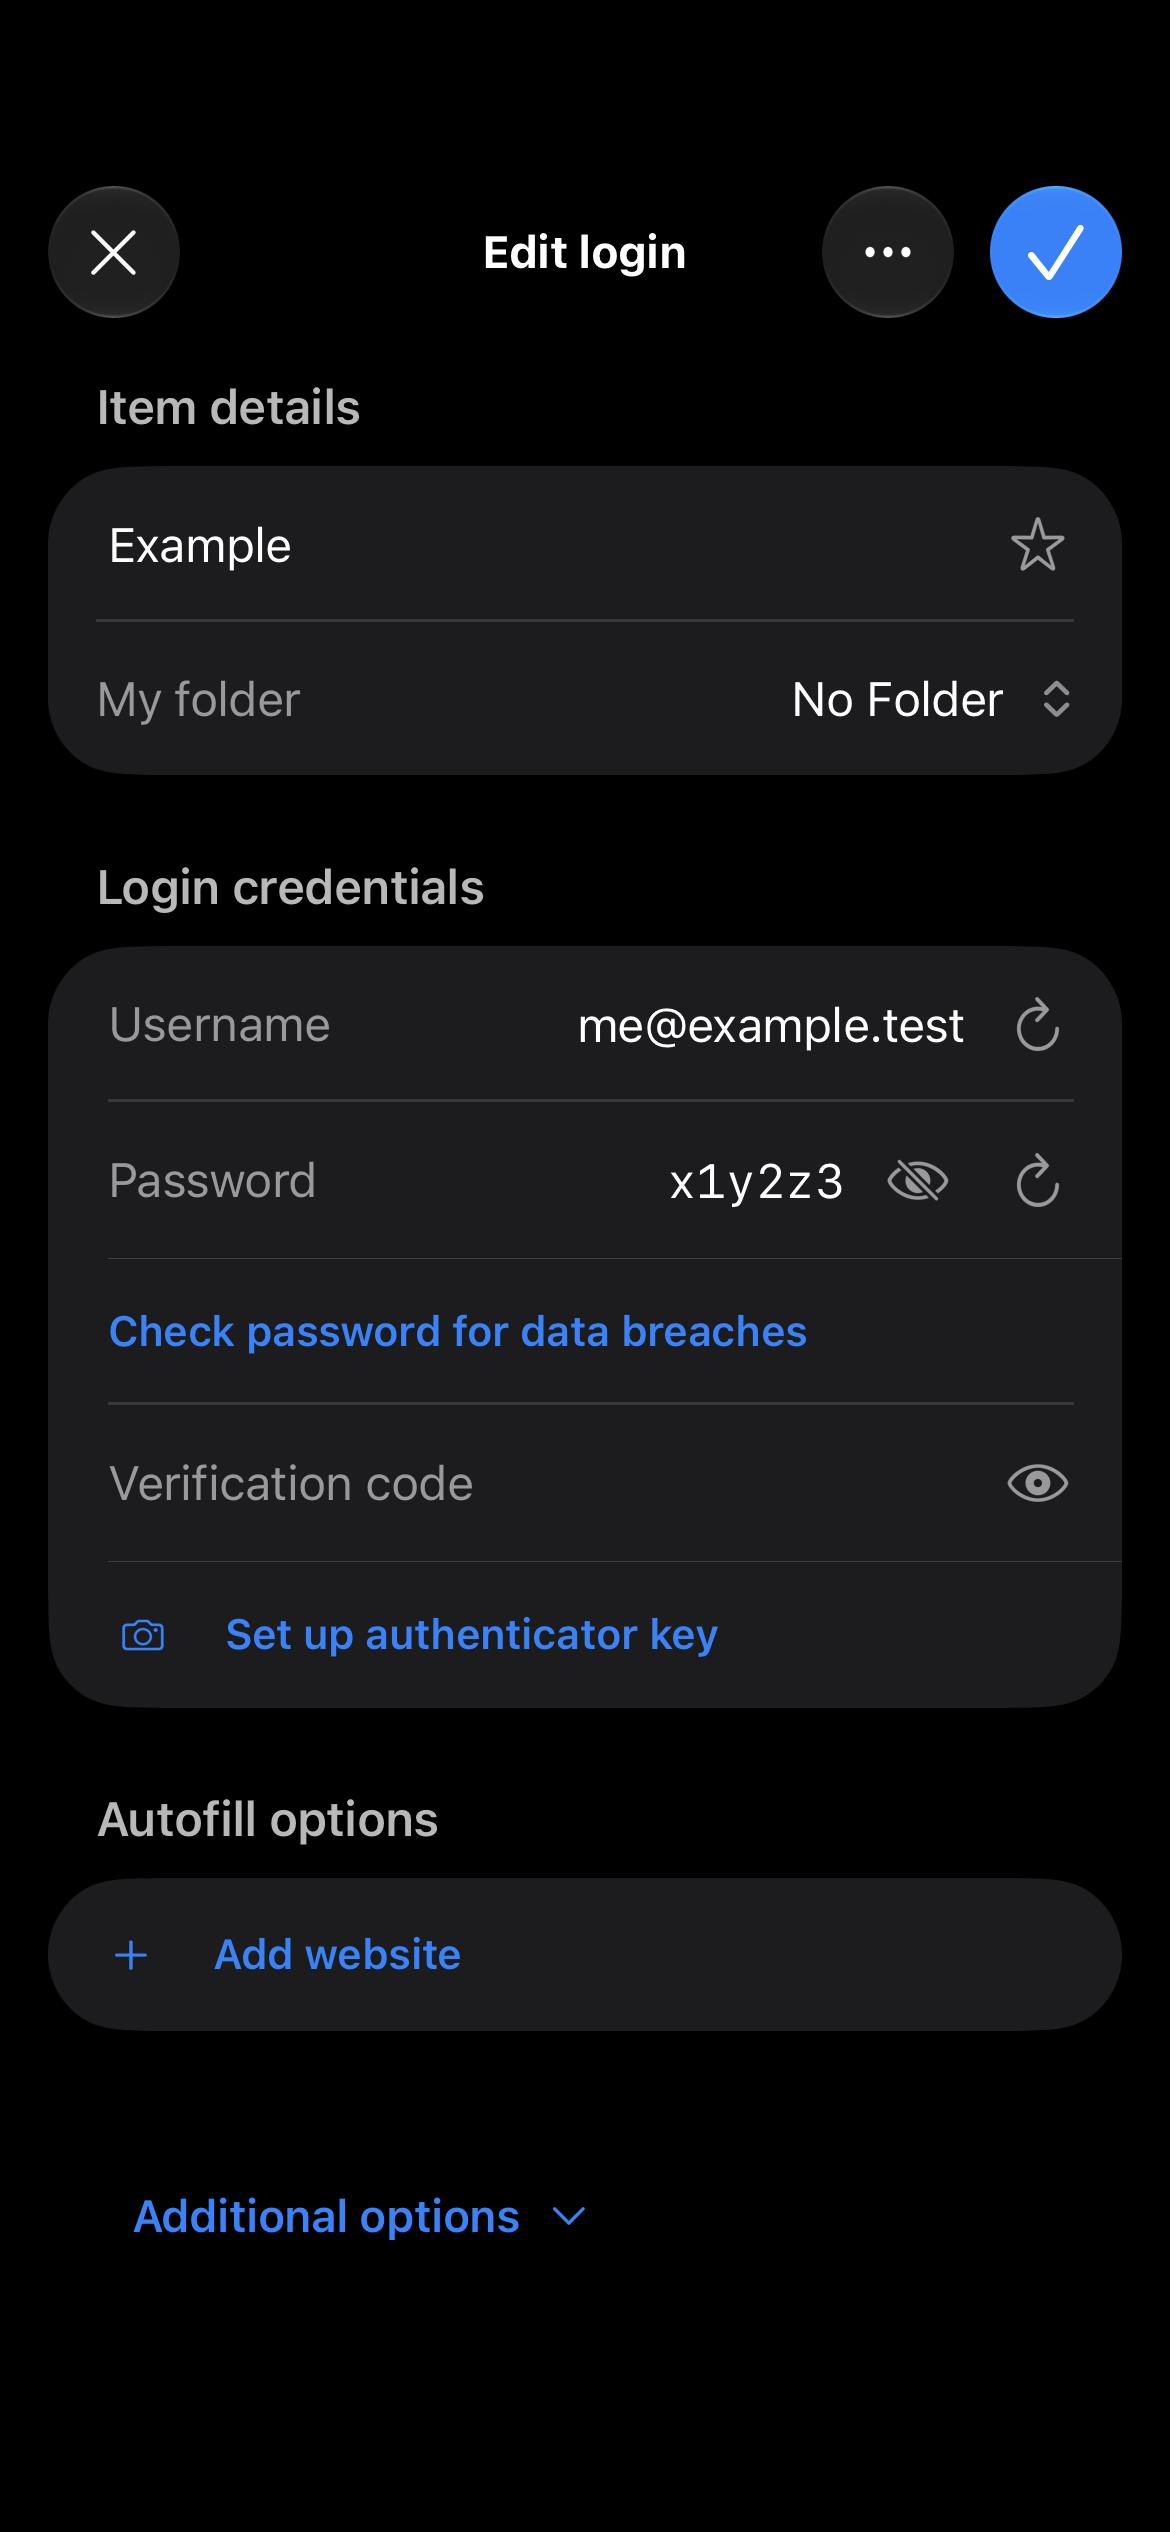 Edit login
Item details
Example
My folder No Folder
Login credentials
Username me@example.test
Password x1y2z3
Check password for data breaches
Verification code
Set up authenticator key
Autofill options
Add website
Additional options